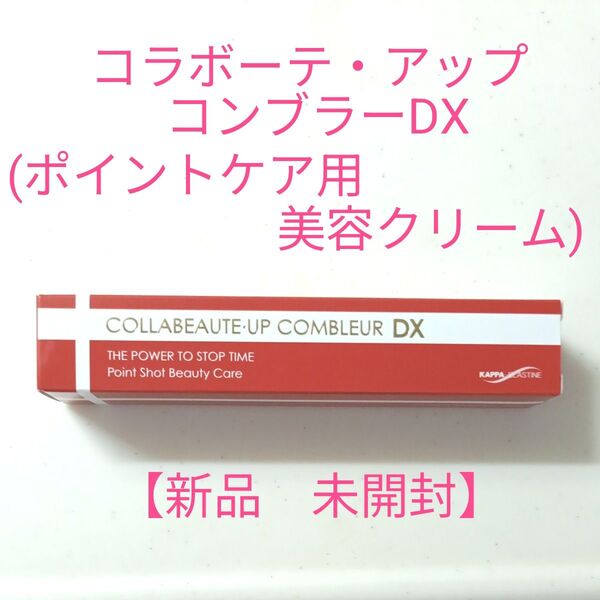 コラボーテ・アップ
コンブラーDX
(ポイントケア用
美容クリーム)
COLLABEAUTE・UP COMBLEUR DX
THE POWER TO STOP TIME
Point Shot Beauty Care
KAPPA-ELASTINE
【新品　未開封】